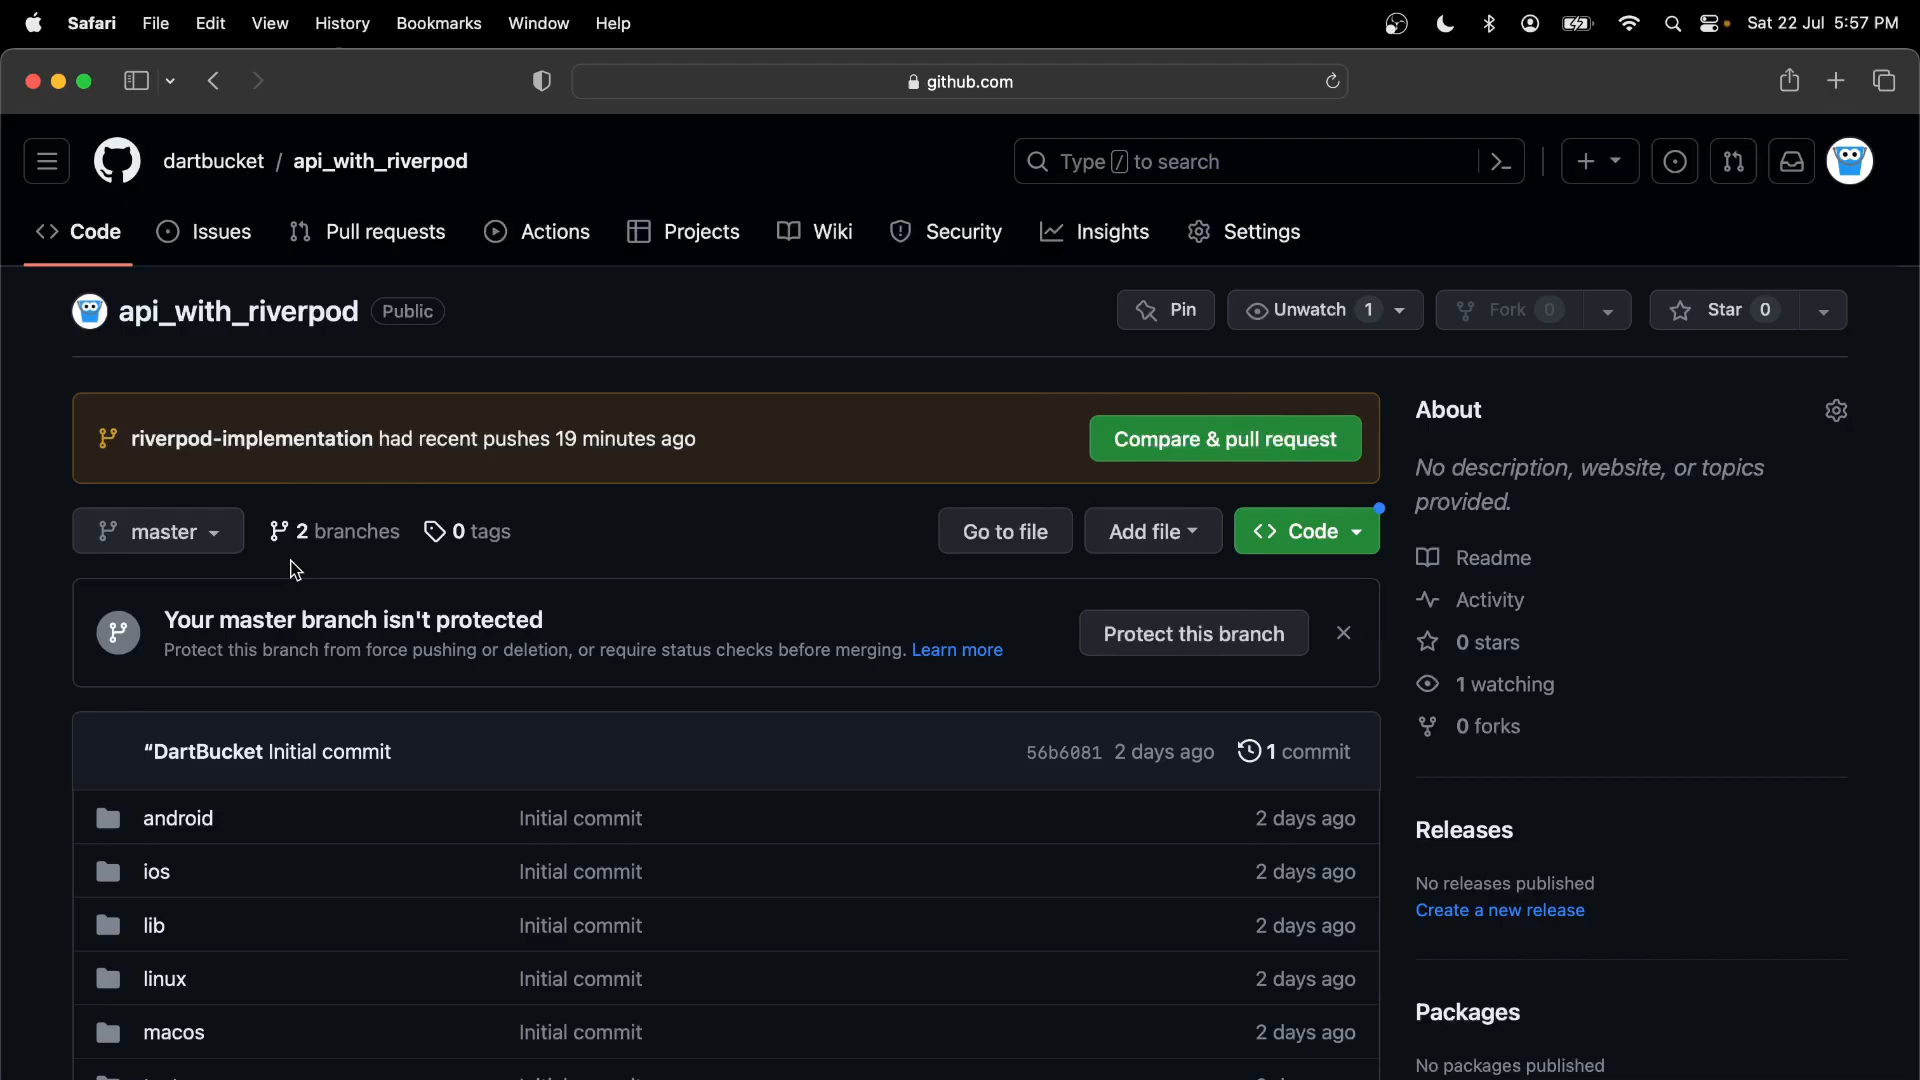 Safari File Edit View History Bookmarks Window Help Sat 22 Jul 5:57 PM
github.com
dartbucket / api_with_riverpod Type / to search
Code Issues Pull requests Actions Projects Wiki Security Insights Settings
api_with_riverpod Public Pin Unwatch 1 Fork 0 Star 0
riverpod-implementation had recent pushes 19 minutes ago Compare & pull request
master 2 branches 0 tags Go to file Add file Code
Your master branch isn't protected
Protect this branch from force pushing or deletion, or require status checks before merging. Learn more
Protect this branch
“DartBucket Initial commit 56b6081 2 days ago 1 commit
android Initial commit 2 days ago
ios Initial commit 2 days ago
lib Initial commit 2 days ago
linux Initial commit 2 days ago
macos Initial commit 2 days ago
About
No description, website, or topics
provided.
Readme
Activity
0 stars
1 watching
0 forks
Releases
No releases published
Create a new release
Packages
No packages published